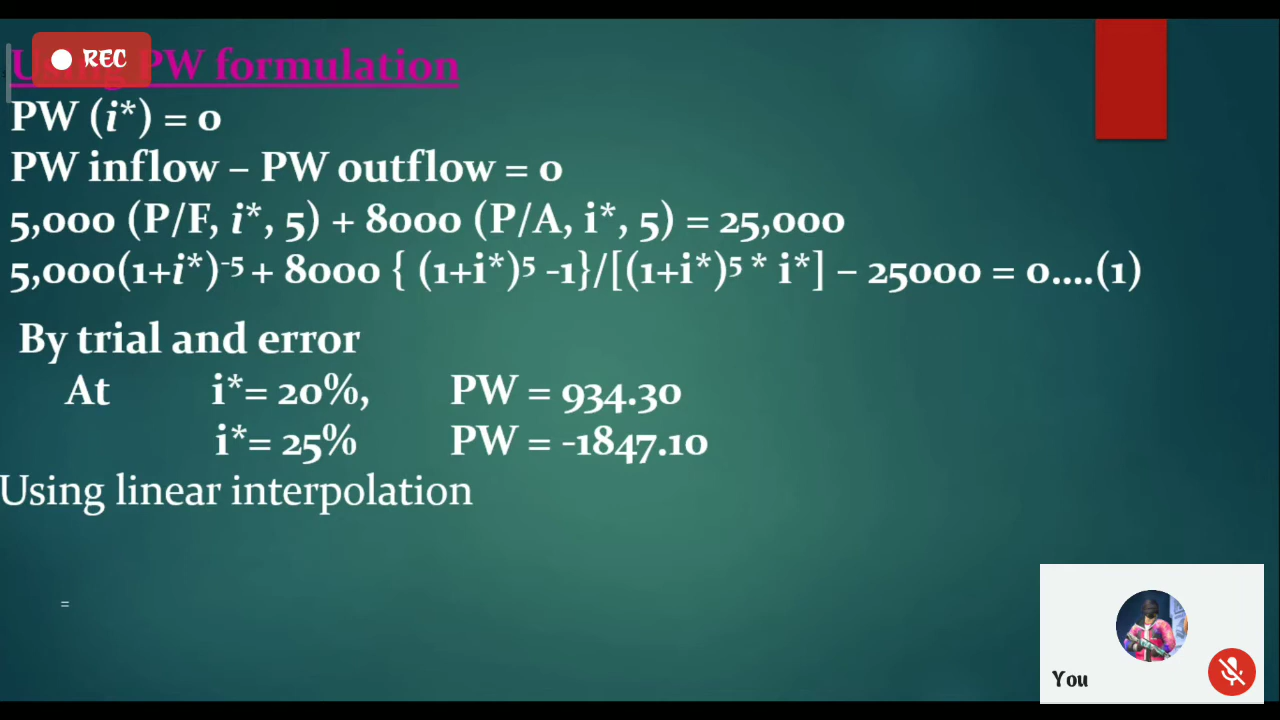 REC
Using PW formulation
PW (i*) = 0
PW inflow – PW outflow = 0
5,000 (P/F, i*, 5) + 8000 (P/A, i*, 5) = 25,000
5,000(1+i*)⁻⁵ + 8000 { (1+i*)⁵ -1}/[(1+i*)⁵ * i*] – 25000 = 0....(1)
By trial and error
At i*= 20%, PW = 934.30
i*= 25% PW = -1847.10
Using linear interpolation
=
You